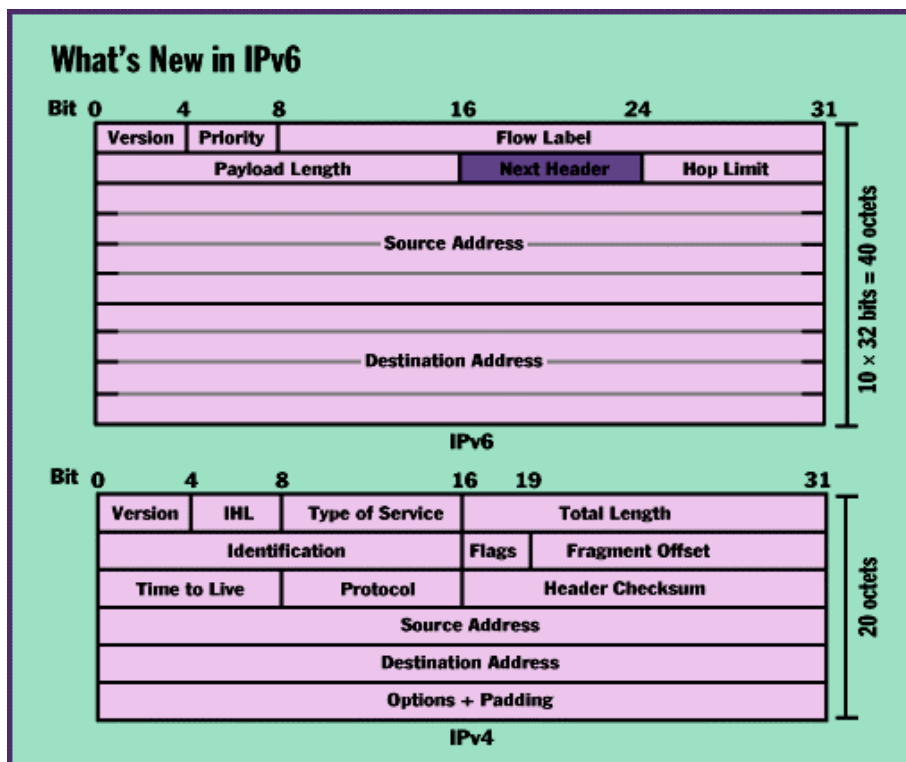 What's New in IPv6
Bit 0 4 8 16 24 31
Version Priority Flow Label
Payload Length Next Header Hop Limit
Source Address
Destination Address
10 × 32 bits = 40 octets
IPv6
Bit 0 4 8 16 19 31
Version IHL Type of Service Total Length
Identification Flags Fragment Offset
Time to Live Protocol Header Checksum
Source Address
Destination Address
Options + Padding
20 octets
IPv4